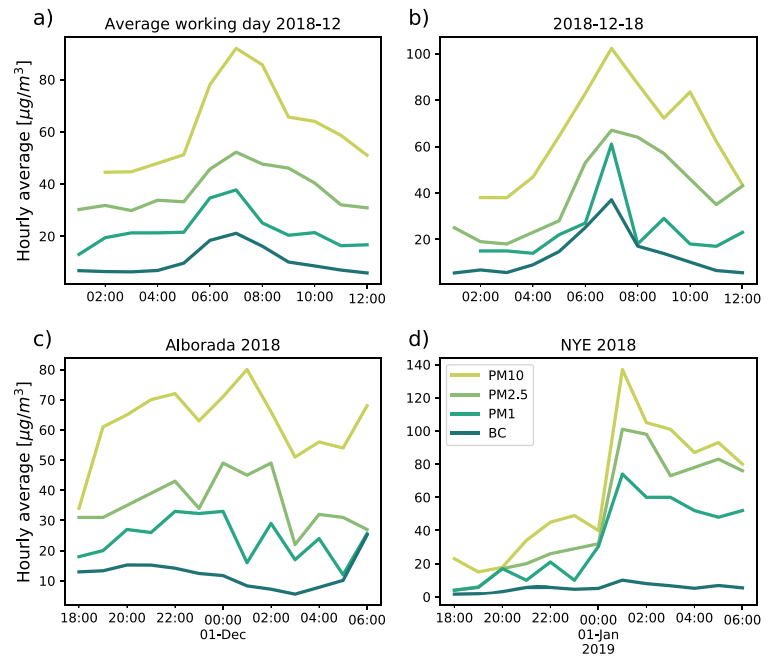 a) Average working day 2018-12
Hourly average [μg/m³]
80
60
40
20
02:00 04:00 06:00 08:00 10:00 12:00
b) 2018-12-18
100
80
60
40
20
02:00 04:00 06:00 08:00 10:00 12:00
c) Alborada 2018
Hourly average [μg/m³]
80
70
60
50
40
30
20
10
18:00 20:00 22:00 00:00 02:00 04:00 06:00
01-Dec
d) NYE 2018
140
120
100
80
60
40
20
0
PM10
PM2.5
PM1
BC
18:00 20:00 22:00 00:00 02:00 04:00 06:00
01-Jan
2019